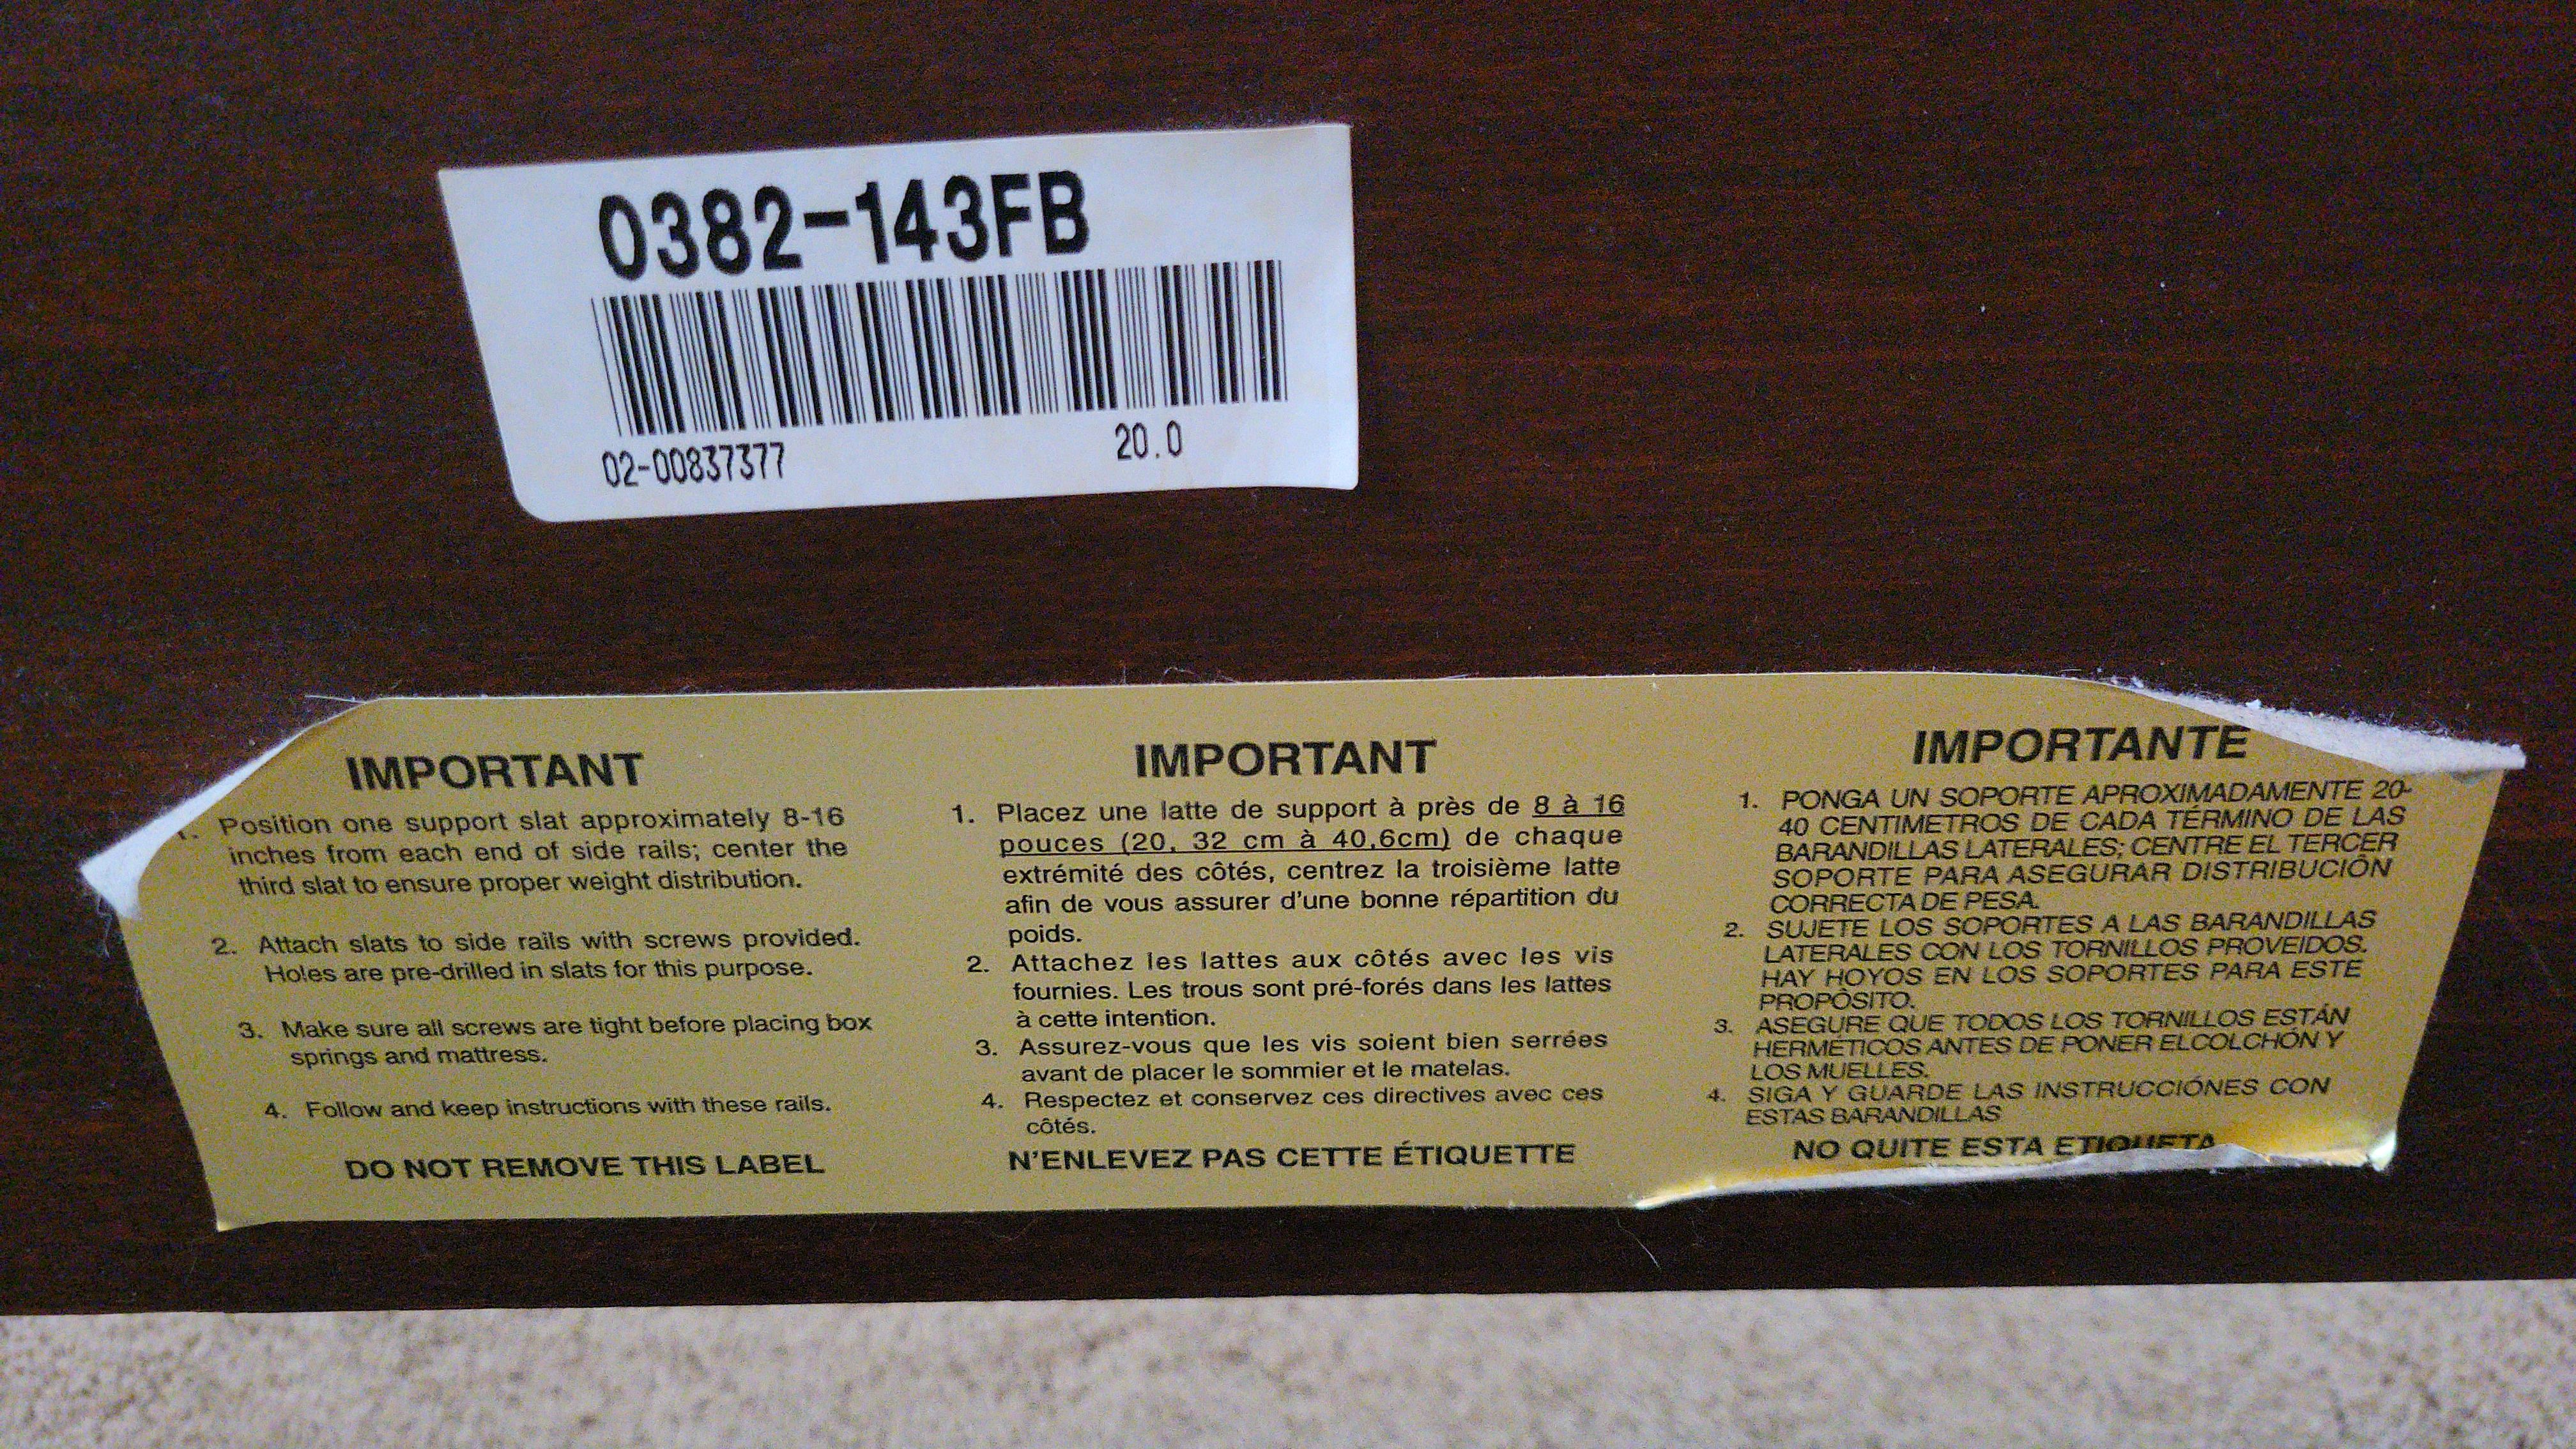 0382-143FB
02-00837377 20.0
IMPORTANT
1. Position one support slat approximately 8-16
inches from each end of side rails; center the
third slat to ensure proper weight distribution.
2. Attach slats to side rails with screws provided.
Holes are pre-drilled in slats for this purpose.
3. Make sure all screws are tight before placing box
springs and mattress.
4. Follow and keep instructions with these rails.
DO NOT REMOVE THIS LABEL
IMPORTANT
1. Placez une latte de support à près de 8 à 16
pouces (20, 32 cm à 40,6cm) de chaque
extrémité des côtés, centrez la troisième latte
afin de vous assurer d'une bonne répartition du
poids.
2. Attachez les lattes aux côtés avec les vis
fournies. Les trous sont pré-forés dans les lattes
à cette intention.
3. Assurez-vous que les vis soient bien serrées
avant de placer le sommier et le matelas.
4. Respectez et conservez ces directives avec ces
côtés.
N'ENLEVEZ PAS CETTE ÉTIQUETTE
IMPORTANTE
1. PONGA UN SOPORTE APROXIMADAMENTE 20-
40 CENTIMETROS DE CADA TÉRMINO DE LAS
BARANDILLAS LATERALES; CENTRE EL TERCER
SOPORTE PARA ASEGURAR DISTRIBUCIÓN
CORRECTA DE PESA.
2. SUJETE LOS SOPORTES A LAS BARANDILLAS
LATERALES CON LOS TORNILLOS PROVEIDOS.
HAY HOYOS EN LOS SOPORTES PARA ESTE
PROPÓSITO.
3. ASEGURE QUE TODOS LOS TORNILLOS ESTÁN
HERMÉTICOS ANTES DE PONER EL COLCHÓN Y
LOS MUELLES.
4. SIGA Y GUARDE LAS INSTRUCCIÓNES CON
ESTAS BARANDILLAS
NO QUITE ESTA ETIQUETA